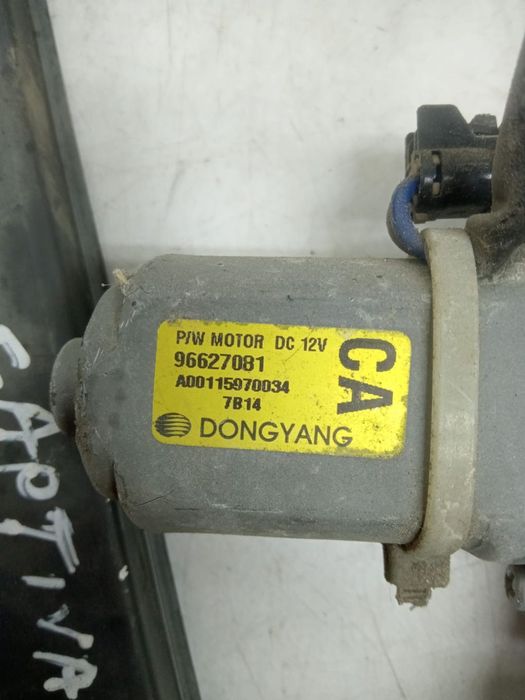 P/W MOTOR DC 12V
96627081
A00115970034
7B14
DONGYANG
CA
CAPTIVA